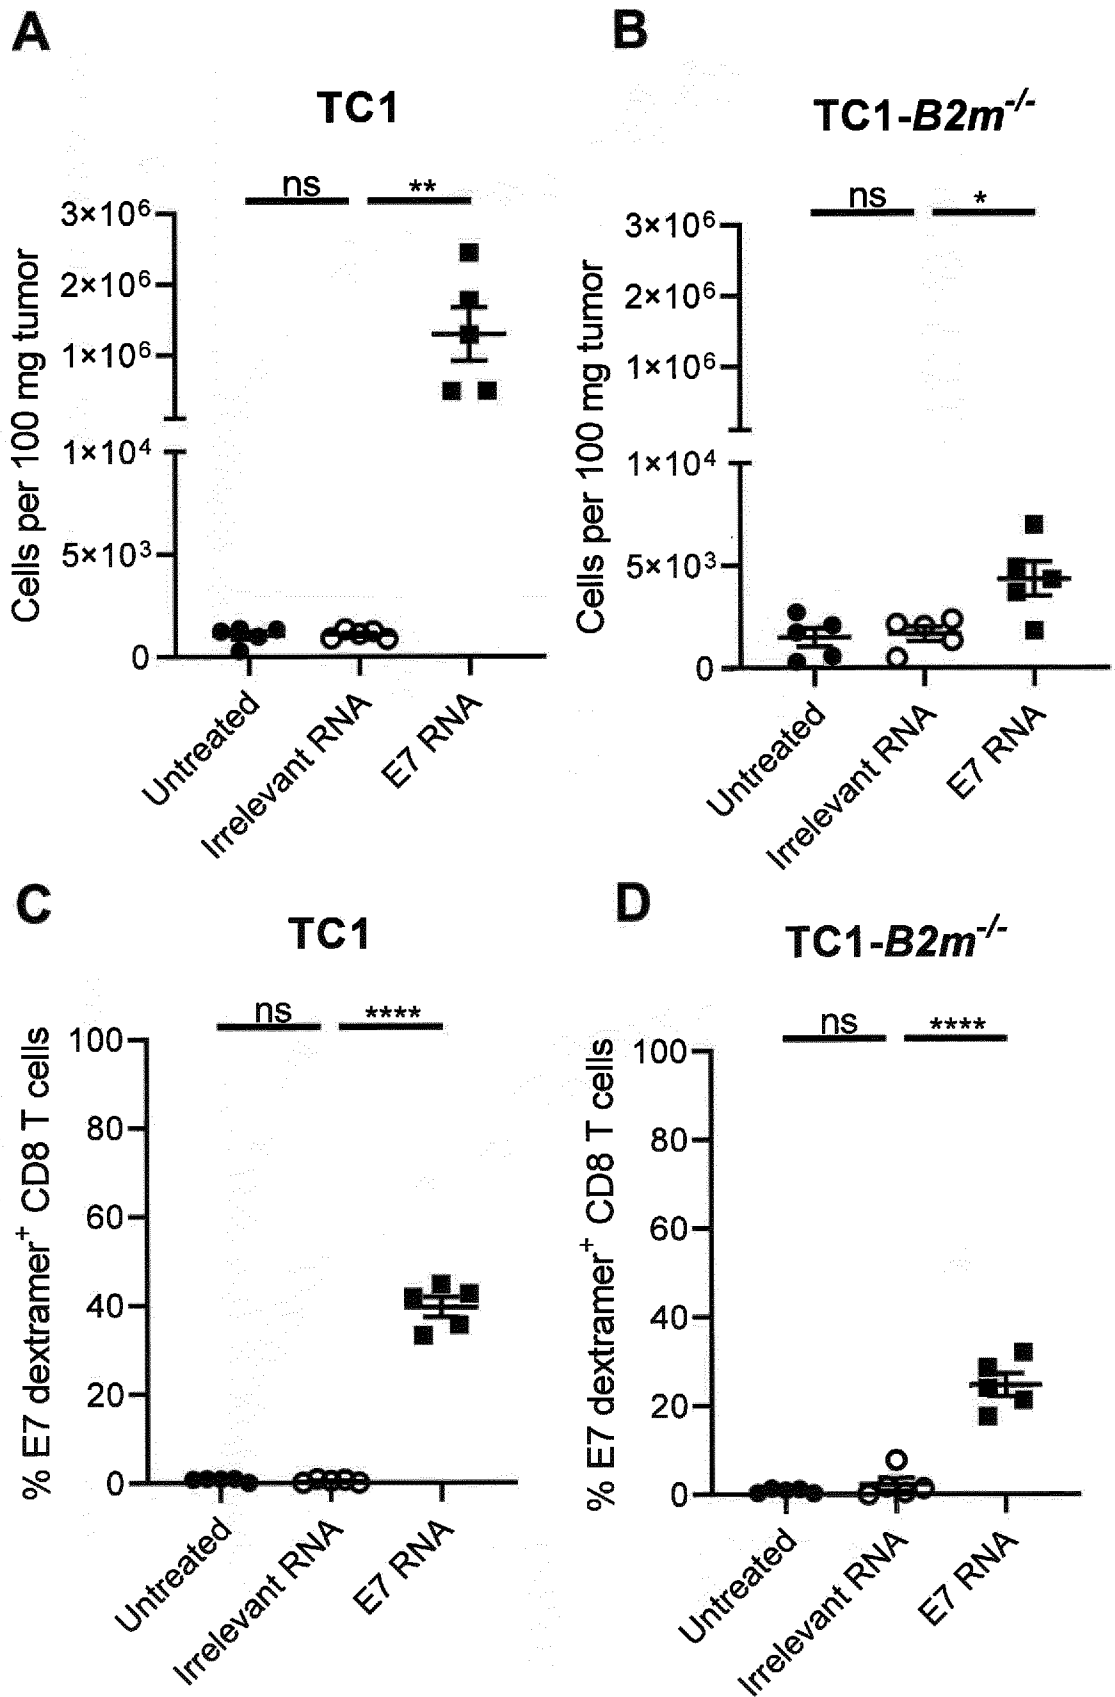 A
TC1
ns
**
Cells per 100 mg tumor
3×10⁶
2×10⁶
1×10⁶
1×10⁴
5×10³
0
Untreated
Irrelevant RNA
E7 RNA
B
TC1-B2m-/-
ns
*
Cells per 100 mg tumor
3×10⁶
2×10⁶
1×10⁶
1×10⁴
5×10³
0
Untreated
Irrelevant RNA
E7 RNA
C
TC1
ns
****
% E7 dextramer⁺ CD8 T cells
100
80
60
40
20
0
Untreated
Irrelevant RNA
E7 RNA
D
TC1-B2m-/-
ns
****
% E7 dextramer⁺ CD8 T cells
100
80
60
40
20
0
Untreated
Irrelevant RNA
E7 RNA